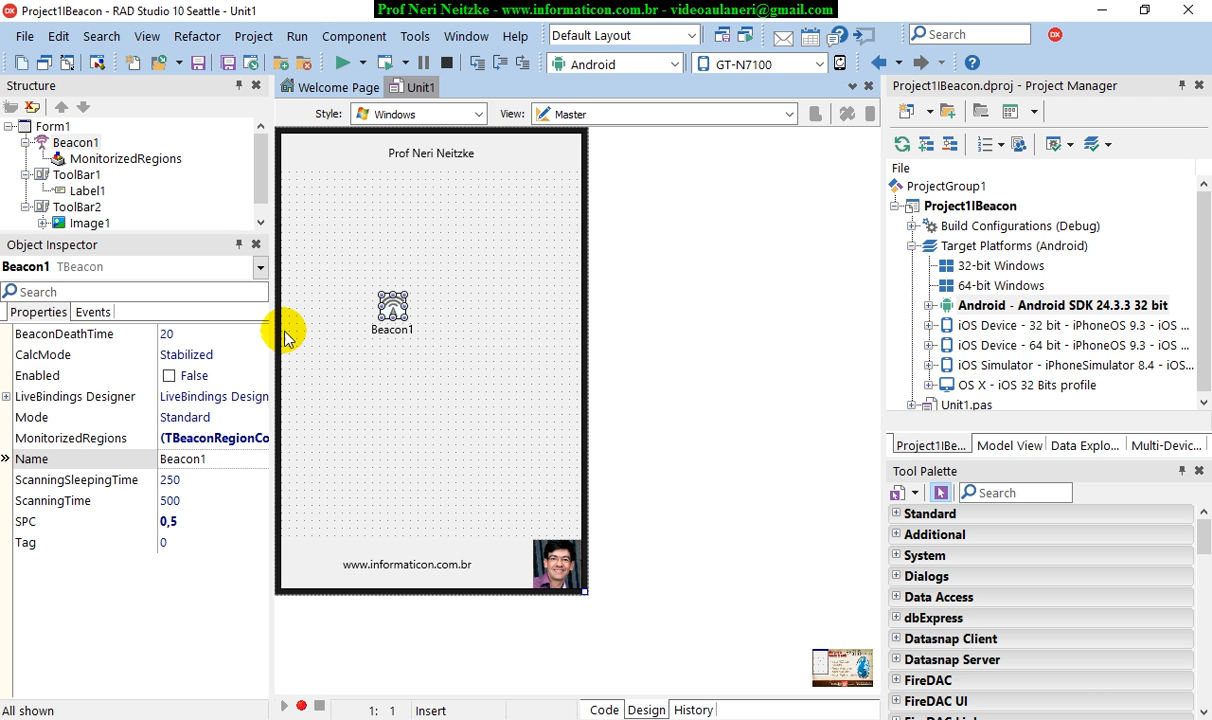 Project1IBeacon - RAD Studio 10 Seattle - Unit1
Prof Neri Neitzke - www.informaticon.com.br - videoaulaneri@gmail.com
File Edit Search View Refactor Project Run Component Tools Window Help
Default Layout
Search
Android
GT-N7100
Structure
Form1
Beacon1
MonitorizedRegions
ToolBar1
Label1
ToolBar2
Image1
Object Inspector
Beacon1 TBeacon
Search
Properties Events
BeaconDeathTime 20
CalcMode Stabilized
Enabled False
LiveBindings Designer LiveBindings Design
Mode Standard
MonitorizedRegions (TBeaconRegionCo
Name Beacon1
ScanningSleepingTime 250
ScanningTime 500
SPC 0,5
Tag 0
All shown
Welcome Page Unit1
Style: Windows View: Master
Prof Neri Neitzke
Beacon1
www.informaticon.com.br
1: 1 Insert
Code Design History
Project1IBeacon.dproj - Project Manager
File
ProjectGroup1
Project1IBeacon
Build Configurations (Debug)
Target Platforms (Android)
32-bit Windows
64-bit Windows
Android - Android SDK 24.3.3 32 bit
iOS Device - 32 bit - iPhoneOS 9.3 - iOS ...
iOS Device - 64 bit - iPhoneOS 9.3 - iOS ...
iOS Simulator - iPhoneSimulator 8.4 - iOS...
OS X - iOS 32 Bits profile
Unit1.pas
Project1IBe... Model View Data Explo... Multi-Devic...
Tool Palette
Search
Standard
Additional
System
Dialogs
Data Access
dbExpress
Datasnap Client
Datasnap Server
FireDAC
FireDAC UI